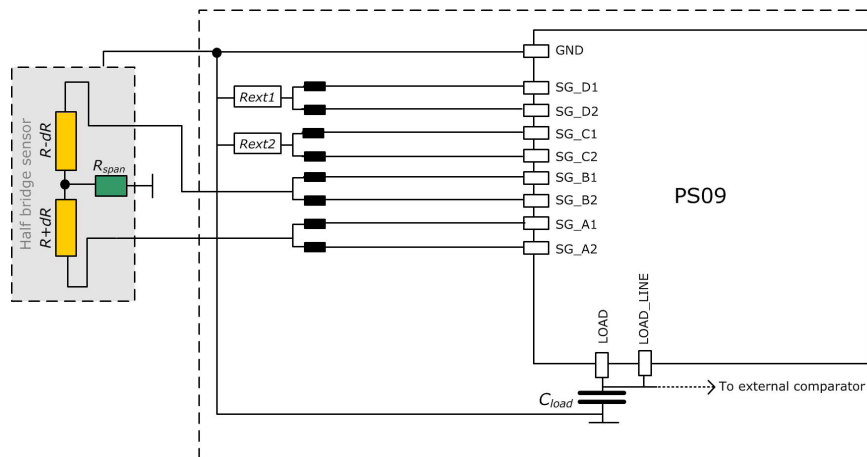 GND
Rext1
SG_D1
SG_D2
Rext2
SG_C1
SG_C2
SG_B1
SG_B2
SG_A1
SG_A2
PS09
Half bridge sensor
R-dR
Rspan
R+dR
LOAD
LOAD_LINE
Cload
To external comparator